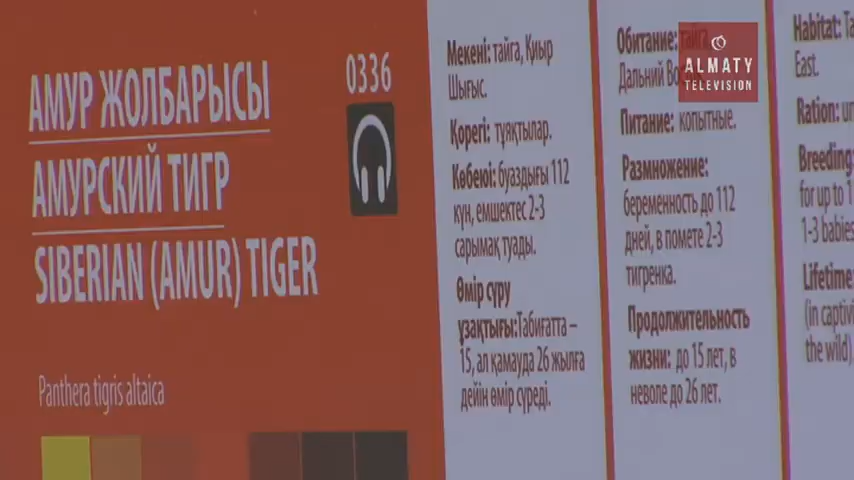 АМУР ЖОЛБАРЫСЫ
АМУРСКИЙ ТИГР
SIBERIAN (AMUR) TIGER
Panthera tigris altaica
0336
Мекені: тайга, Қиыр
Шығыс.
Қорегі: тұяқтылар.
Көбеюі: буаздығы 112
күн, емшектес 2-3
сарымақ туады.
Өмір сүру
ұзақтығы:Табиғатта –
15, ал қамауда 26 жылға
дейін өмір сүреді.
Обитание: тайга
Дальний Во
Питание: копытные.
Размножение:
беременность до 112
дней, в помете 2-3
тигренка.
Продолжительность
жизни: до 15 лет, в
неволе до 26 лет.
Habitat: Ta
East.
Ration: un
Breeding
for up to 1
1-3 babies
Lifetime
(in captivi
the wild)
ALMATY
TELEVISION